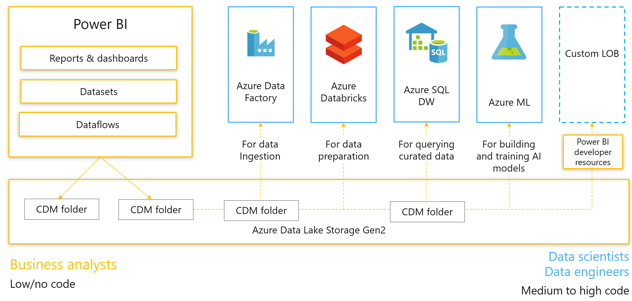 Power BI
Reports & dashboards
Datasets
Dataflows
Azure Data
Factory
Azure
Databricks
Azure SQL
DW
SQL
Azure ML
Custom LOB
For data
Ingestion
For data
preparation
For querying
curated data
For building
and training AI
models
Power BI
developer
resources
CDM folder
CDM folder
CDM folder
CDM folder
Azure Data Lake Storage Gen2
Business analysts
Low/no code
Data scientists
Data engineers
Medium to high code